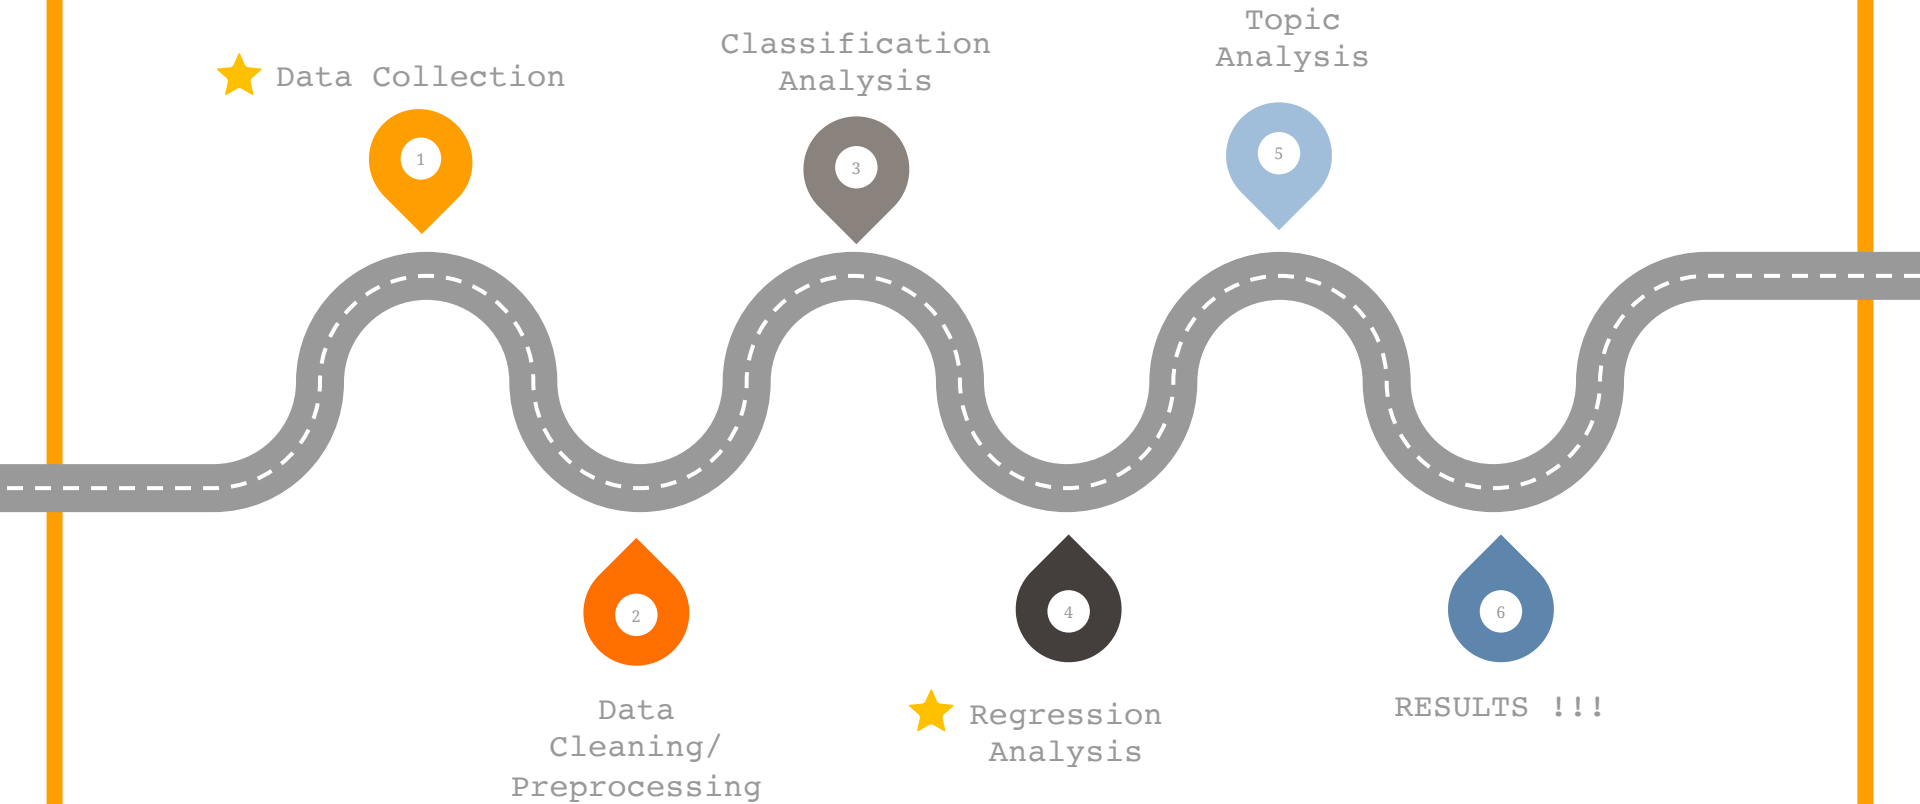 Data Collection
1
Data
Cleaning/
Preprocessing
2
Classification
Analysis
3
Regression
Analysis
4
Topic
Analysis
5
RESULTS !!!
6